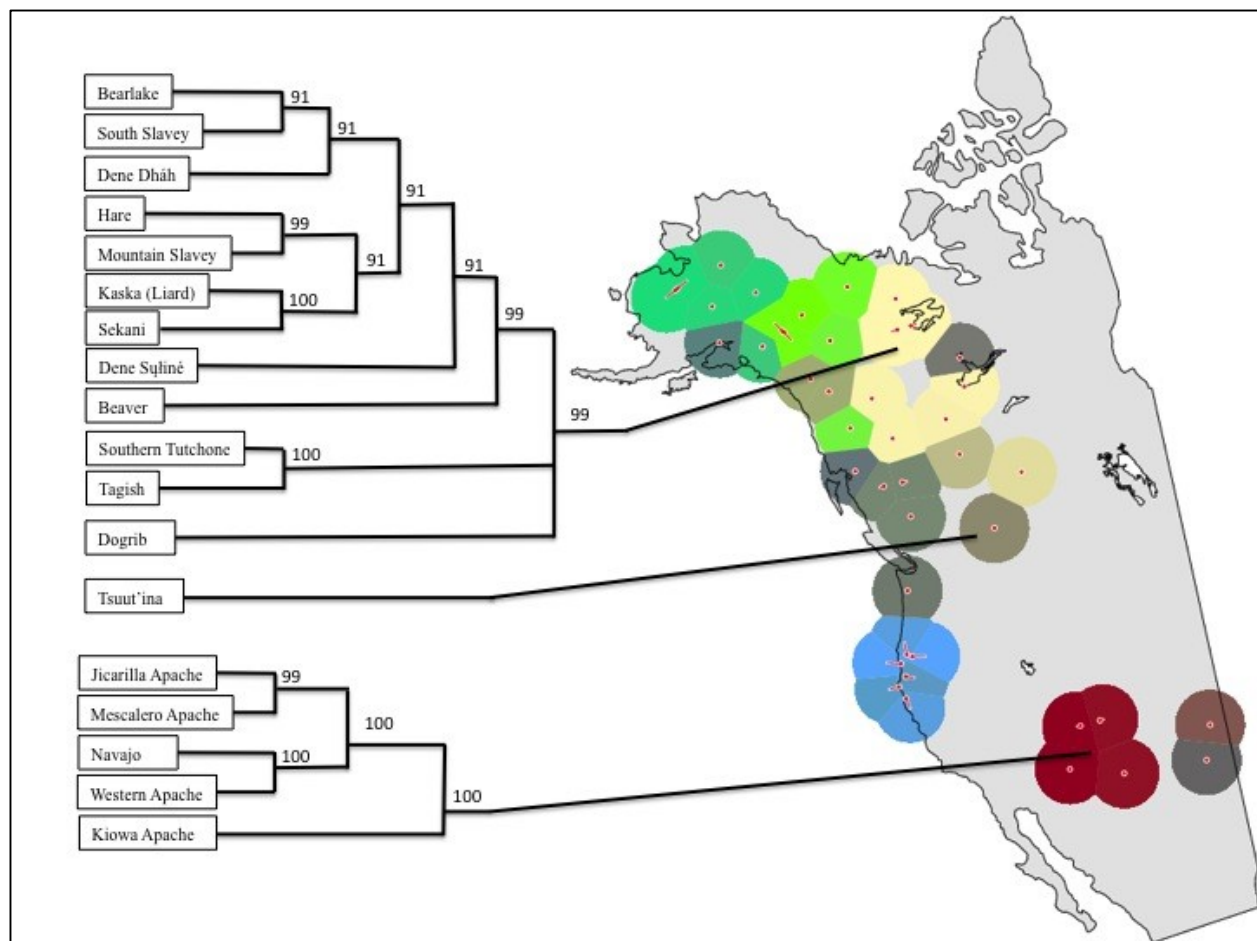 Bearlake
91
South Slavey
91
Dene Dháh
91
Hare
99
Mountain Slavey
91
Kaska (Liard)
100
Sekani
91
Dene Sųłiné
99
Beaver
99
Southern Tutchone
100
Tagish
Dogrib
Tsuut’ina
Jicarilla Apache
99
Mescalero Apache
100
Navajo
100
Western Apache
100
Kiowa Apache